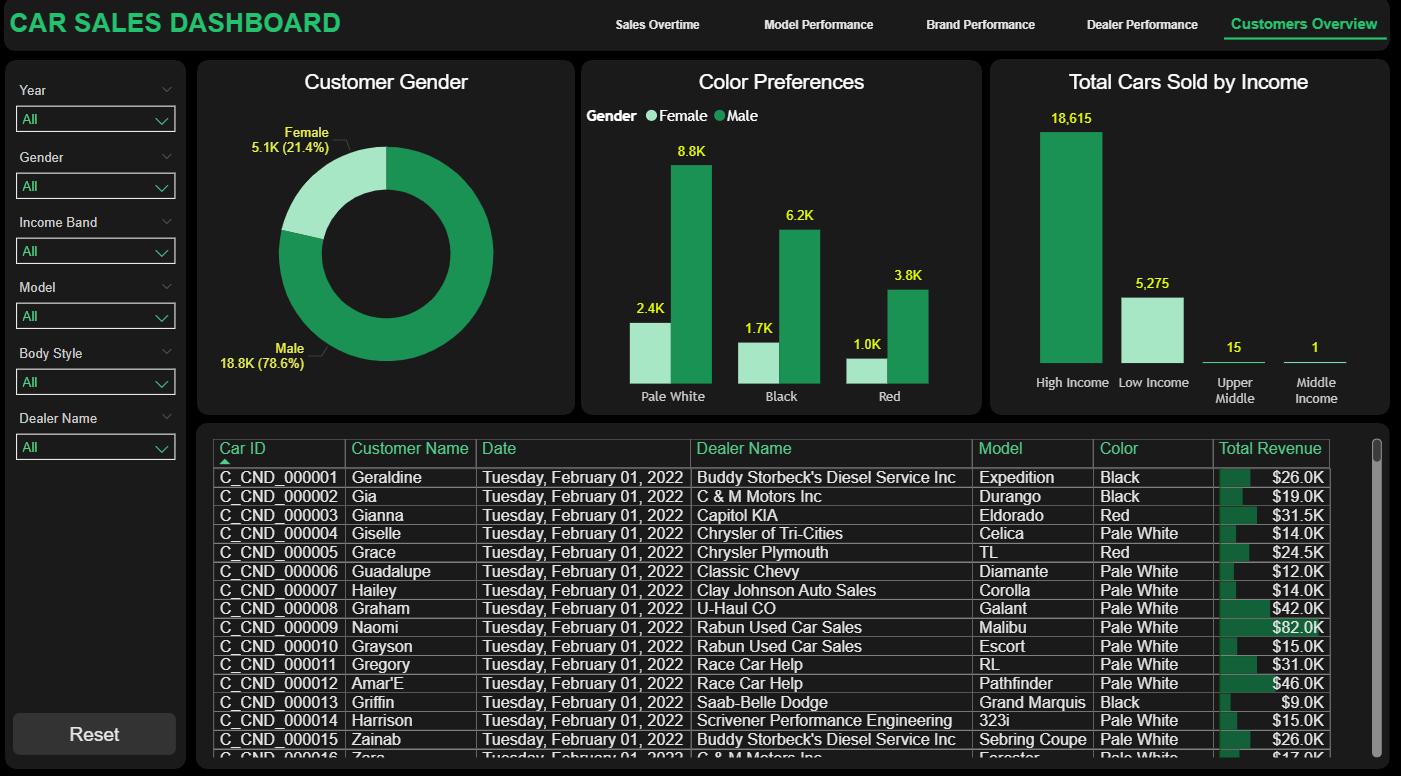 CAR SALES DASHBOARD
Sales Overtime
Model Performance
Brand Performance
Dealer Performance
Customers Overview
Year
All
Gender
All
Income Band
All
Model
All
Body Style
All
Dealer Name
All
Reset
Customer Gender
Female
5.1K (21.4%)
Male
18.8K (78.6%)
Color Preferences
Gender Female Male
8.8K
6.2K
3.8K
2.4K
1.7K
1.0K
Pale White
Black
Red
Total Cars Sold by Income
18,615
5,275
15
1
High Income
Low Income
Upper
Middle
Middle
Income
Car ID Customer Name Date Dealer Name Model Color Total Revenue
C_CND_000001 Geraldine Tuesday, February 01, 2022 Buddy Storbeck's Diesel Service Inc Expedition Black $26.0K
C_CND_000002 Gia Tuesday, February 01, 2022 C & M Motors Inc Durango Black $19.0K
C_CND_000003 Gianna Tuesday, February 01, 2022 Capitol KIA Eldorado Red $31.5K
C_CND_000004 Giselle Tuesday, February 01, 2022 Chrysler of Tri-Cities Celica Pale White $14.0K
C_CND_000005 Grace Tuesday, February 01, 2022 Chrysler Plymouth TL Red $24.5K
C_CND_000006 Guadalupe Tuesday, February 01, 2022 Classic Chevy Diamante Pale White $12.0K
C_CND_000007 Hailey Tuesday, February 01, 2022 Clay Johnson Auto Sales Corolla Pale White $14.0K
C_CND_000008 Graham Tuesday, February 01, 2022 U-Haul CO Galant Pale White $42.0K
C_CND_000009 Naomi Tuesday, February 01, 2022 Rabun Used Car Sales Malibu Pale White $82.0K
C_CND_000010 Grayson Tuesday, February 01, 2022 Rabun Used Car Sales Escort Pale White $15.0K
C_CND_000011 Gregory Tuesday, February 01, 2022 Race Car Help RL Pale White $31.0K
C_CND_000012 Amar'E Tuesday, February 01, 2022 Race Car Help Pathfinder Pale White $46.0K
C_CND_000013 Griffin Tuesday, February 01, 2022 Saab-Belle Dodge Grand Marquis Black $9.0K
C_CND_000014 Harrison Tuesday, February 01, 2022 Scrivener Performance Engineering 323i Pale White $15.0K
C_CND_000015 Zainab Tuesday, February 01, 2022 Buddy Storbeck's Diesel Service Inc Sebring Coupe Pale White $26.0K